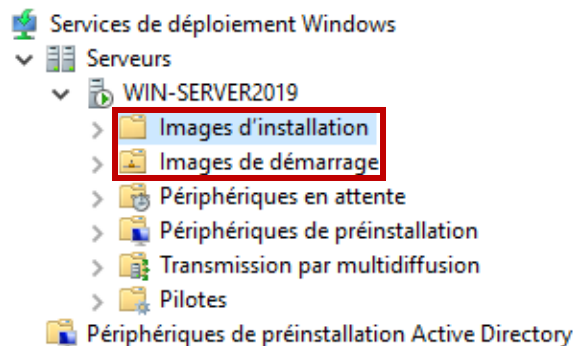 Services de déploiement Windows
Serveurs
WIN-SERVER2019
Images d'installation
Images de démarrage
Périphériques en attente
Périphériques de préinstallation
Transmission par multidiffusion
Pilotes
Périphériques de préinstallation Active Directory